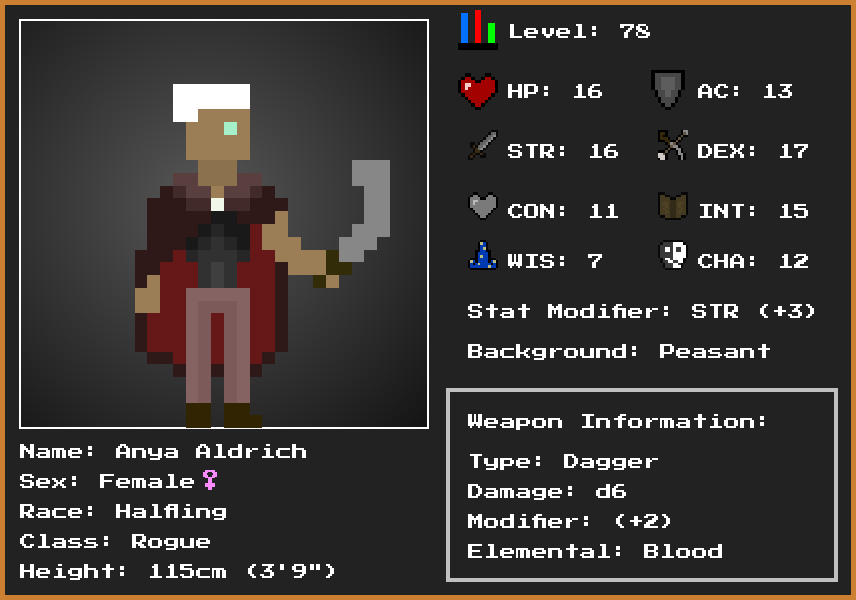 Level: 78
HP: 16
AC: 13
STR: 16
DEX: 17
CON: 11
INT: 15
WIS: 7
CHA: 12
Stat Modifier: STR (+3)
Background: Peasant
Weapon Information:
Type: Dagger
Damage: d6
Modifier: (+2)
Elemental: Blood
Name: Anya Aldrich
Sex: Female♀
Race: Halfling
Class: Rogue
Height: 115cm (3'9")